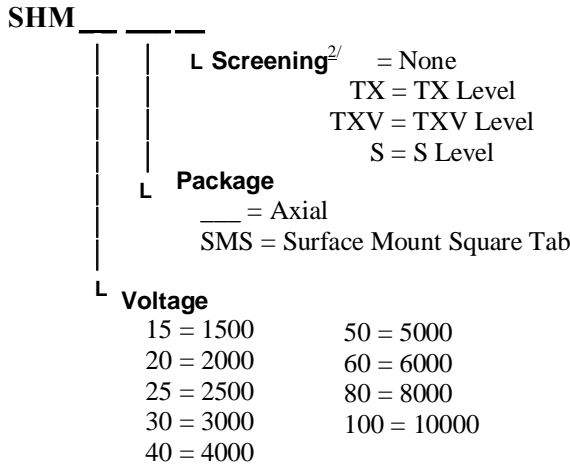 SHM __ __ __
L Screening2/ = None
TX = TX Level
TXV = TXV Level
S = S Level
L Package
___ = Axial
SMS = Surface Mount Square Tab
L Voltage
15 = 1500 50 = 5000
20 = 2000 60 = 6000
25 = 2500 80 = 8000
30 = 3000 100 = 10000
40 = 4000